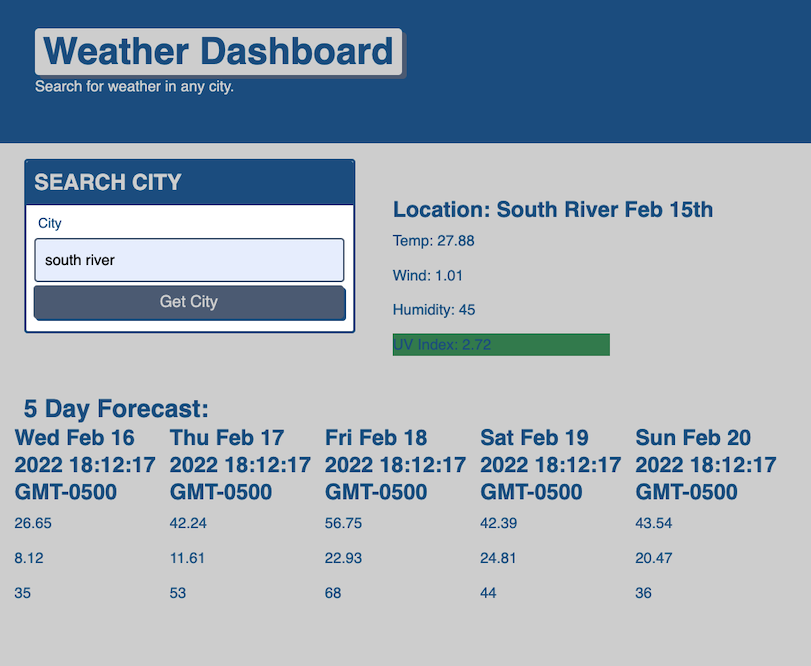 Weather Dashboard
Search for weather in any city.
SEARCH CITY
City
south river
Get City
Location: South River Feb 15th
Temp: 27.88
Wind: 1.01
Humidity: 45
UV Index: 2.72
5 Day Forecast:
Wed Feb 16 2022 18:12:17 GMT-0500
26.65
8.12
35
Thu Feb 17 2022 18:12:17 GMT-0500
42.24
11.61
53
Fri Feb 18 2022 18:12:17 GMT-0500
56.75
22.93
68
Sat Feb 19 2022 18:12:17 GMT-0500
42.39
24.81
44
Sun Feb 20 2022 18:12:17 GMT-0500
43.54
20.47
36